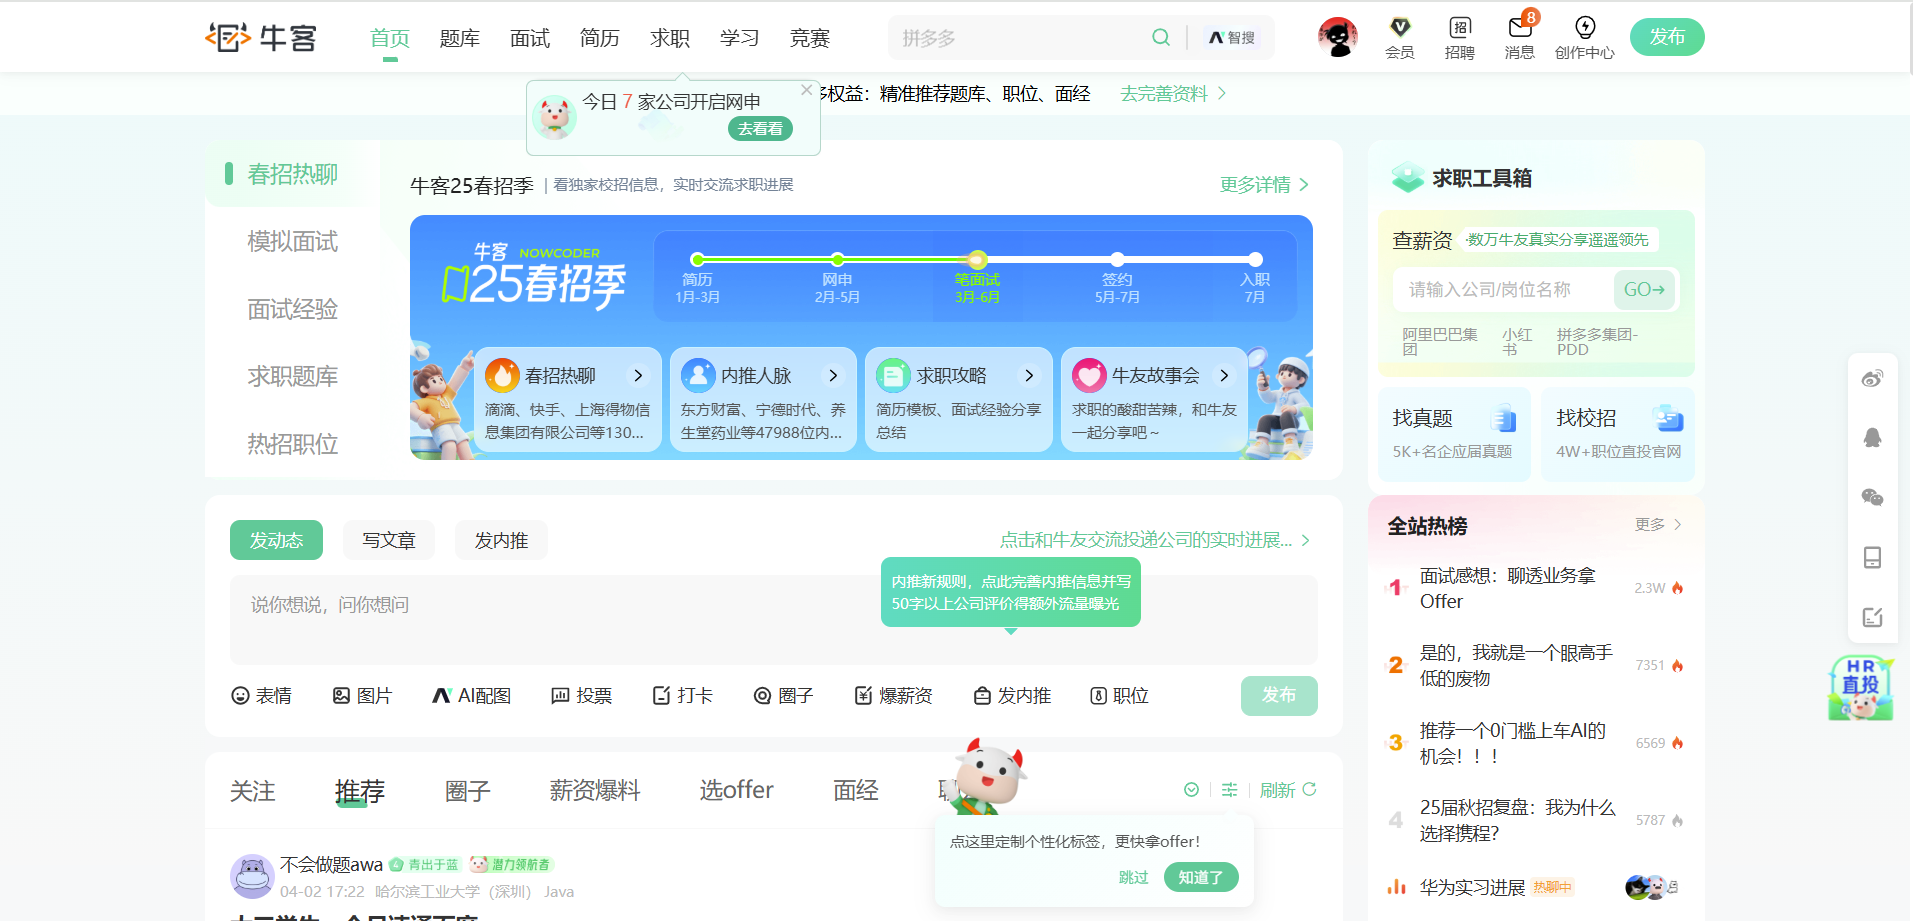 牛客
首页
题库
面试
简历
求职
学习
竞赛
拼多多
智搜
会员
招聘
8
消息
创作中心
发布
今日 7 家公司开启网申
去看看
权益：精准推荐题库、职位、面经
去完善资料
春招热聊
模拟面试
面试经验
求职题库
热招职位
牛客25春招季
看独家校招信息，实时交流求职进展
更多详情
牛客 NOWCODER
25春招季
简历
1月-3月
网申
2月-5月
笔面试
3月-6月
签约
5月-7月
入职
7月
春招热聊
滴滴、快手、上海得物信
息集团有限公司等130...
内推人脉
东方财富、宁德时代、养
生堂药业等47988位内...
求职攻略
简历模板、面试经验分享
总结
牛友故事会
求职的酸甜苦辣，和牛友
一起分享吧～
求职工具箱
查薪资
·数万牛友真实分享遥遥领先
请输入公司/岗位名称
GO→
阿里巴巴集
团
小红
书
拼多多集团-
PDD
找真题
5K+名企应届真题
找校招
4W+职位直投官网
发动态
写文章
发内推
点击和牛友交流投递公司的实时进展...
内推新规则，点此完善内推信息并写
50字以上公司评价得额外流量曝光
说你想说，问你想问
表情
图片
AI配图
投票
打卡
圈子
爆薪资
发内推
职位
发布
全站热榜
更多
1
面试感想：聊透业务拿
Offer
2.3W
2
是的，我就是一个眼高手
低的废物
7351
3
推荐一个0门槛上车AI的
机会！！！
6569
4
25届秋招复盘：我为什么
选择携程？
5787
华为实习进展
热聊中
HR
直投
关注
推荐
圈子
薪资爆料
选offer
面经
刷新
点这里定制个性化标签，更快拿offer！
跳过
知道了
不会做题awa
青出于蓝
潜力领航者
04-02 17:22
哈尔滨工业大学（深圳）
Java